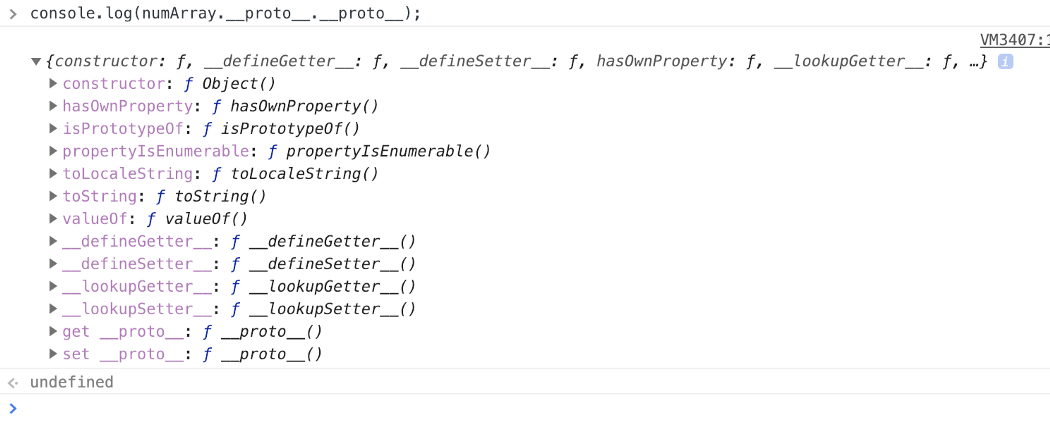 console.log(numArray.__proto__.__proto__);
VM3407:1
{constructor: ƒ, __defineGetter__: ƒ, __defineSetter__: ƒ, hasOwnProperty: ƒ, __lookupGetter__: ƒ, …} i
constructor: ƒ Object()
hasOwnProperty: ƒ hasOwnProperty()
isPrototypeOf: ƒ isPrototypeOf()
propertyIsEnumerable: ƒ propertyIsEnumerable()
toLocaleString: ƒ toLocaleString()
toString: ƒ toString()
valueOf: ƒ valueOf()
__defineGetter__: ƒ __defineGetter__()
__defineSetter__: ƒ __defineSetter__()
__lookupGetter__: ƒ __lookupGetter__()
__lookupSetter__: ƒ __lookupSetter__()
get __proto__: ƒ __proto__()
set __proto__: ƒ __proto__()
undefined